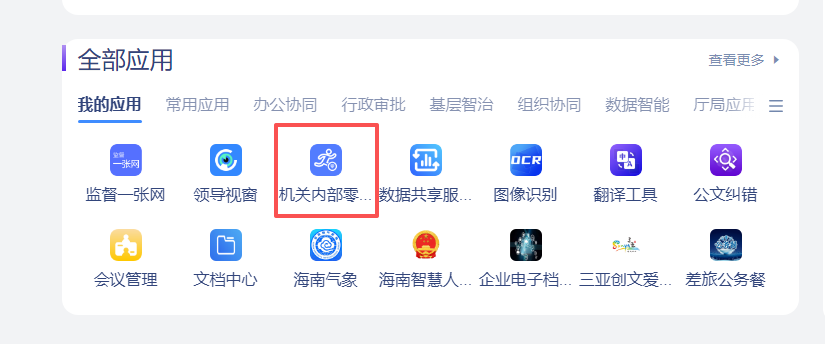 全部应用
查看更多
我的应用 常用应用 办公协同 行政审批 基层智治 组织协同 数据智能 厅局应用
监督
一张网
OCR
监督一张网 领导视窗 机关内部零... 数据共享服... 图像识别 翻译工具 公文纠错
会议管理 文档中心 海南气象 海南智慧人... 企业电子档... 三亚创文爱... 差旅公务餐